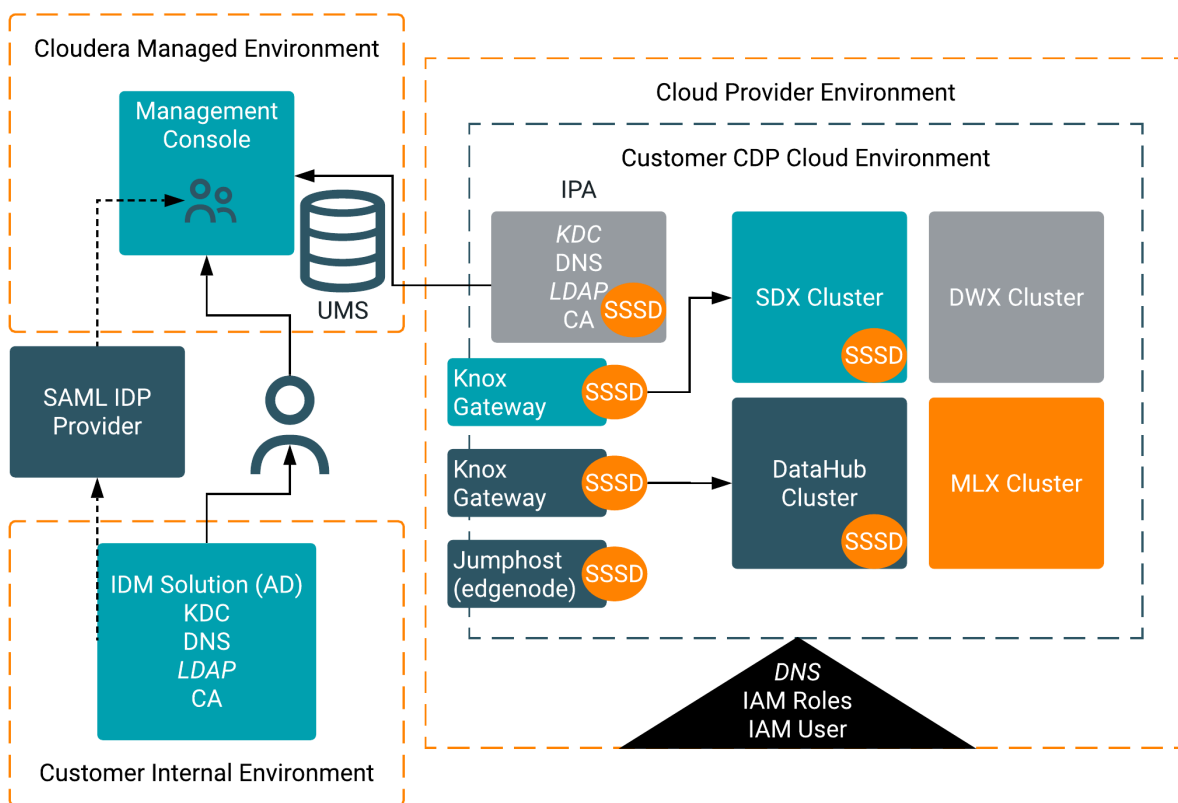 Cloudera Managed Environment
Management
Console
UMS
SAML IDP
Provider
IDM Solution (AD)
KDC
DNS
LDAP
CA
Customer Internal Environment
Cloud Provider Environment
Customer CDP Cloud Environment
IPA
KDC
DNS
LDAP
CA
SSSD
Knox
Gateway
SSSD
Knox
Gateway
SSSD
Jumphost
(edgenode)
SSSD
SDX Cluster
SSSD
DWX Cluster
DataHub
Cluster
SSSD
MLX Cluster
DNS
IAM Roles
IAM User